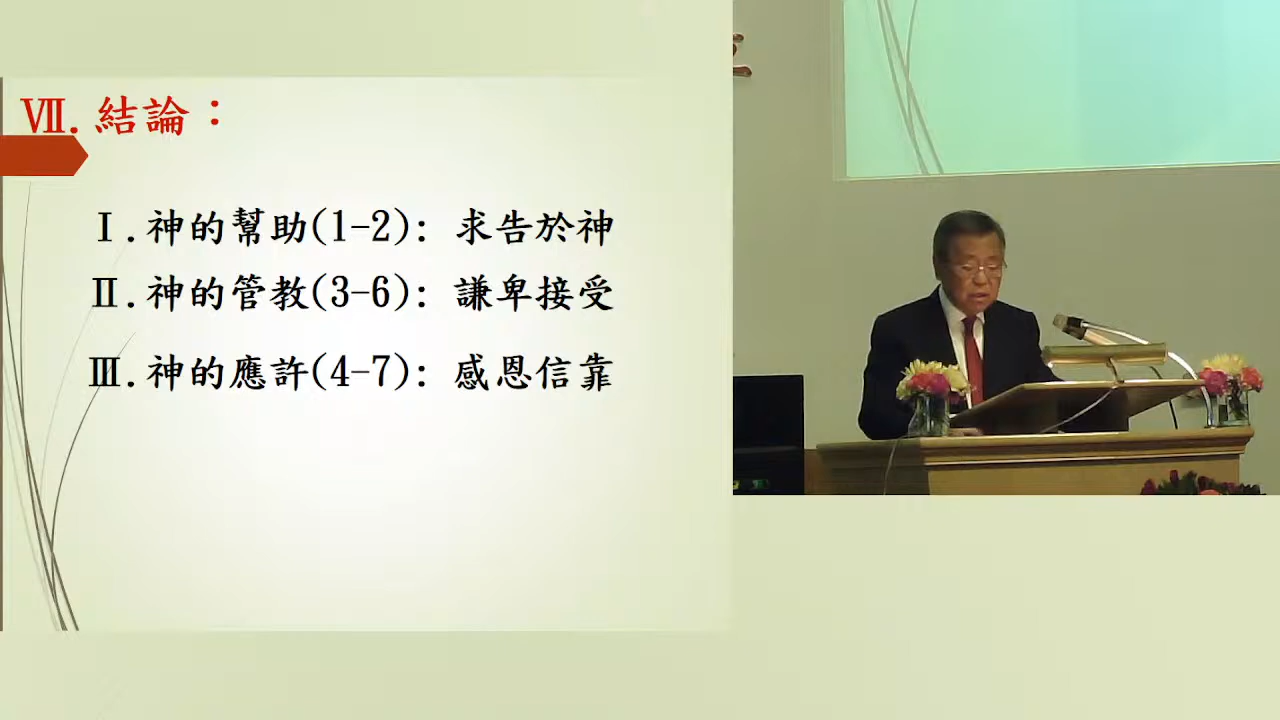 Ⅶ.結論：
Ⅰ.神的幫助(1-2): 求告於神
Ⅱ.神的管教(3-6): 謙卑接受
Ⅲ.神的應許(4-7): 感恩信靠